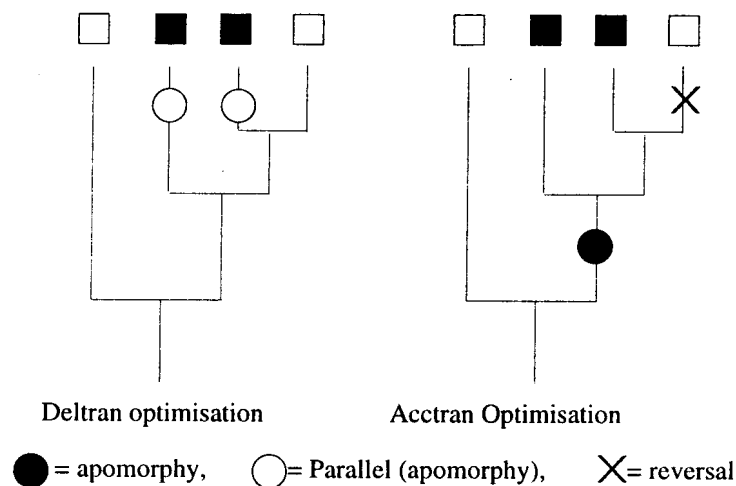 Deltran optimisation
Acctran Optimisation
= apomorphy, = Parallel (apomorphy), = reversal